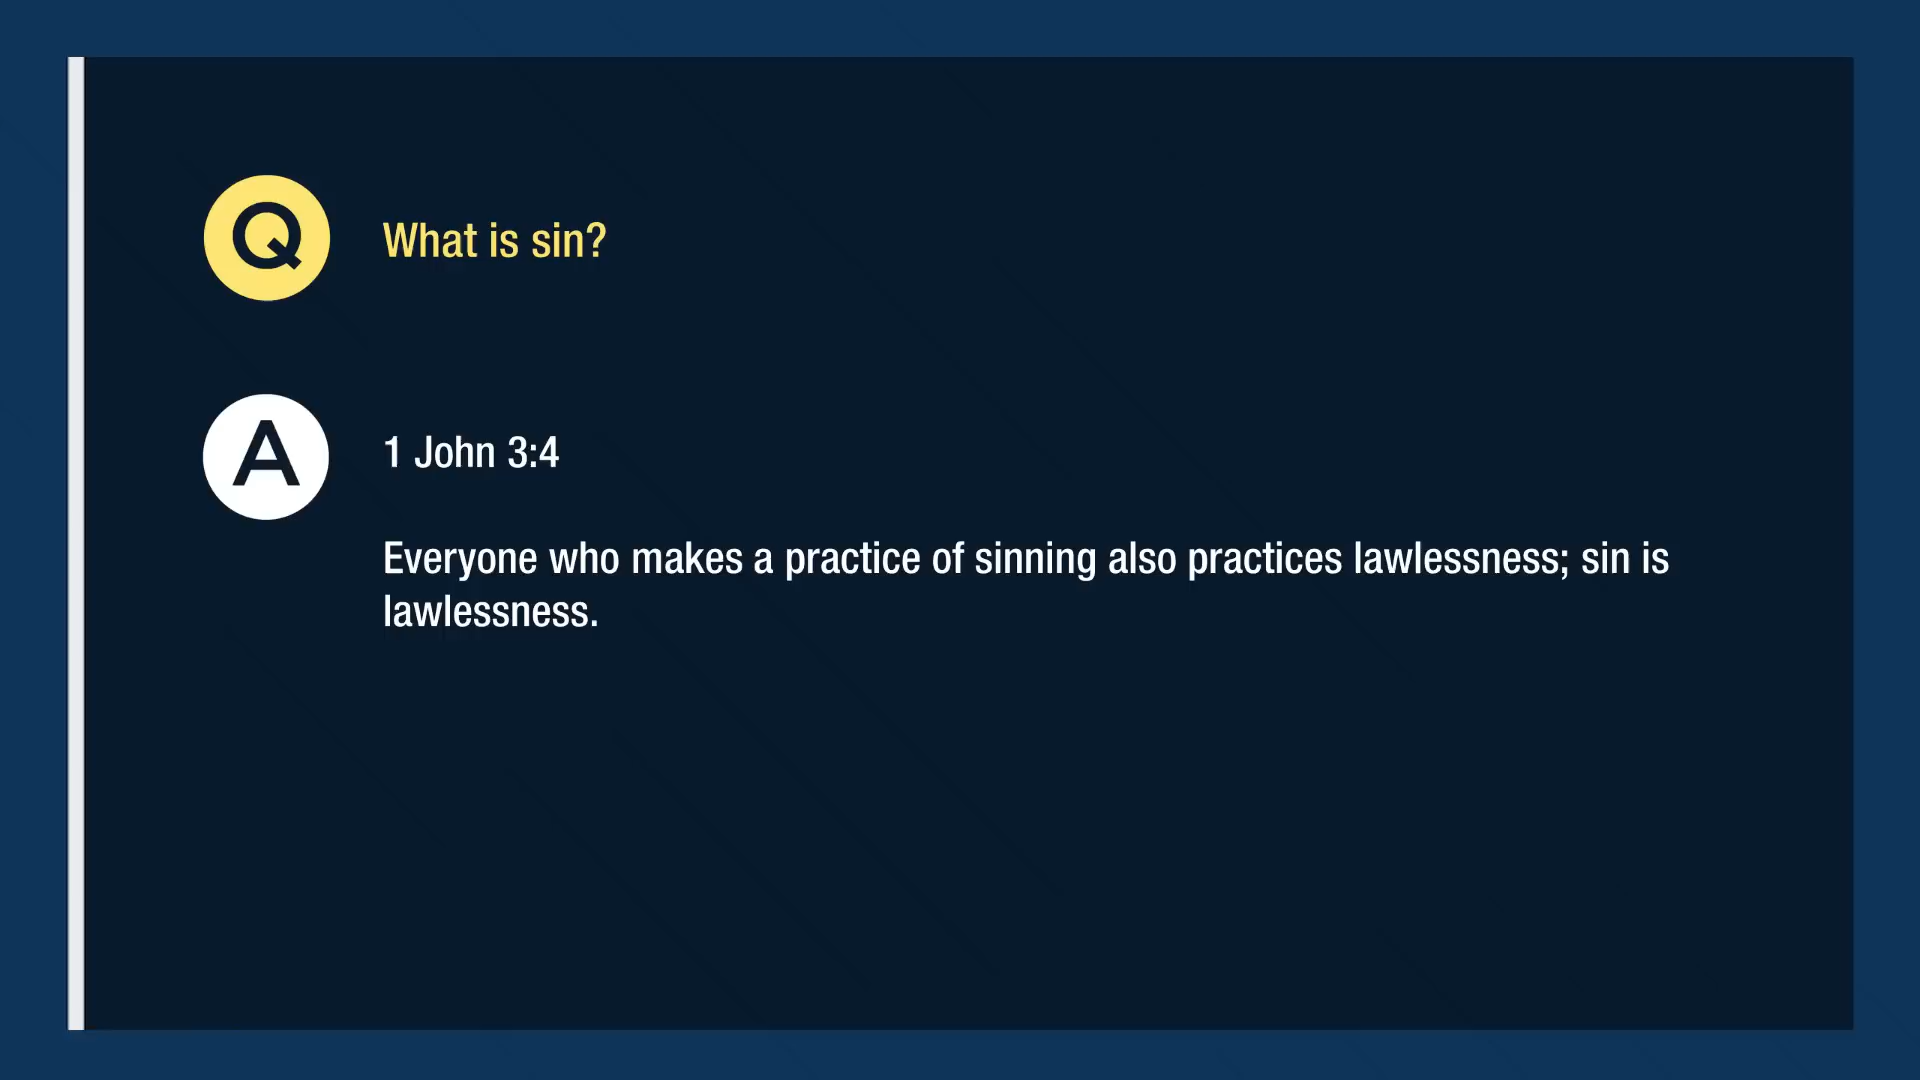 Q What is sin?
A 1 John 3:4
Everyone who makes a practice of sinning also practices lawlessness; sin is
lawlessness.